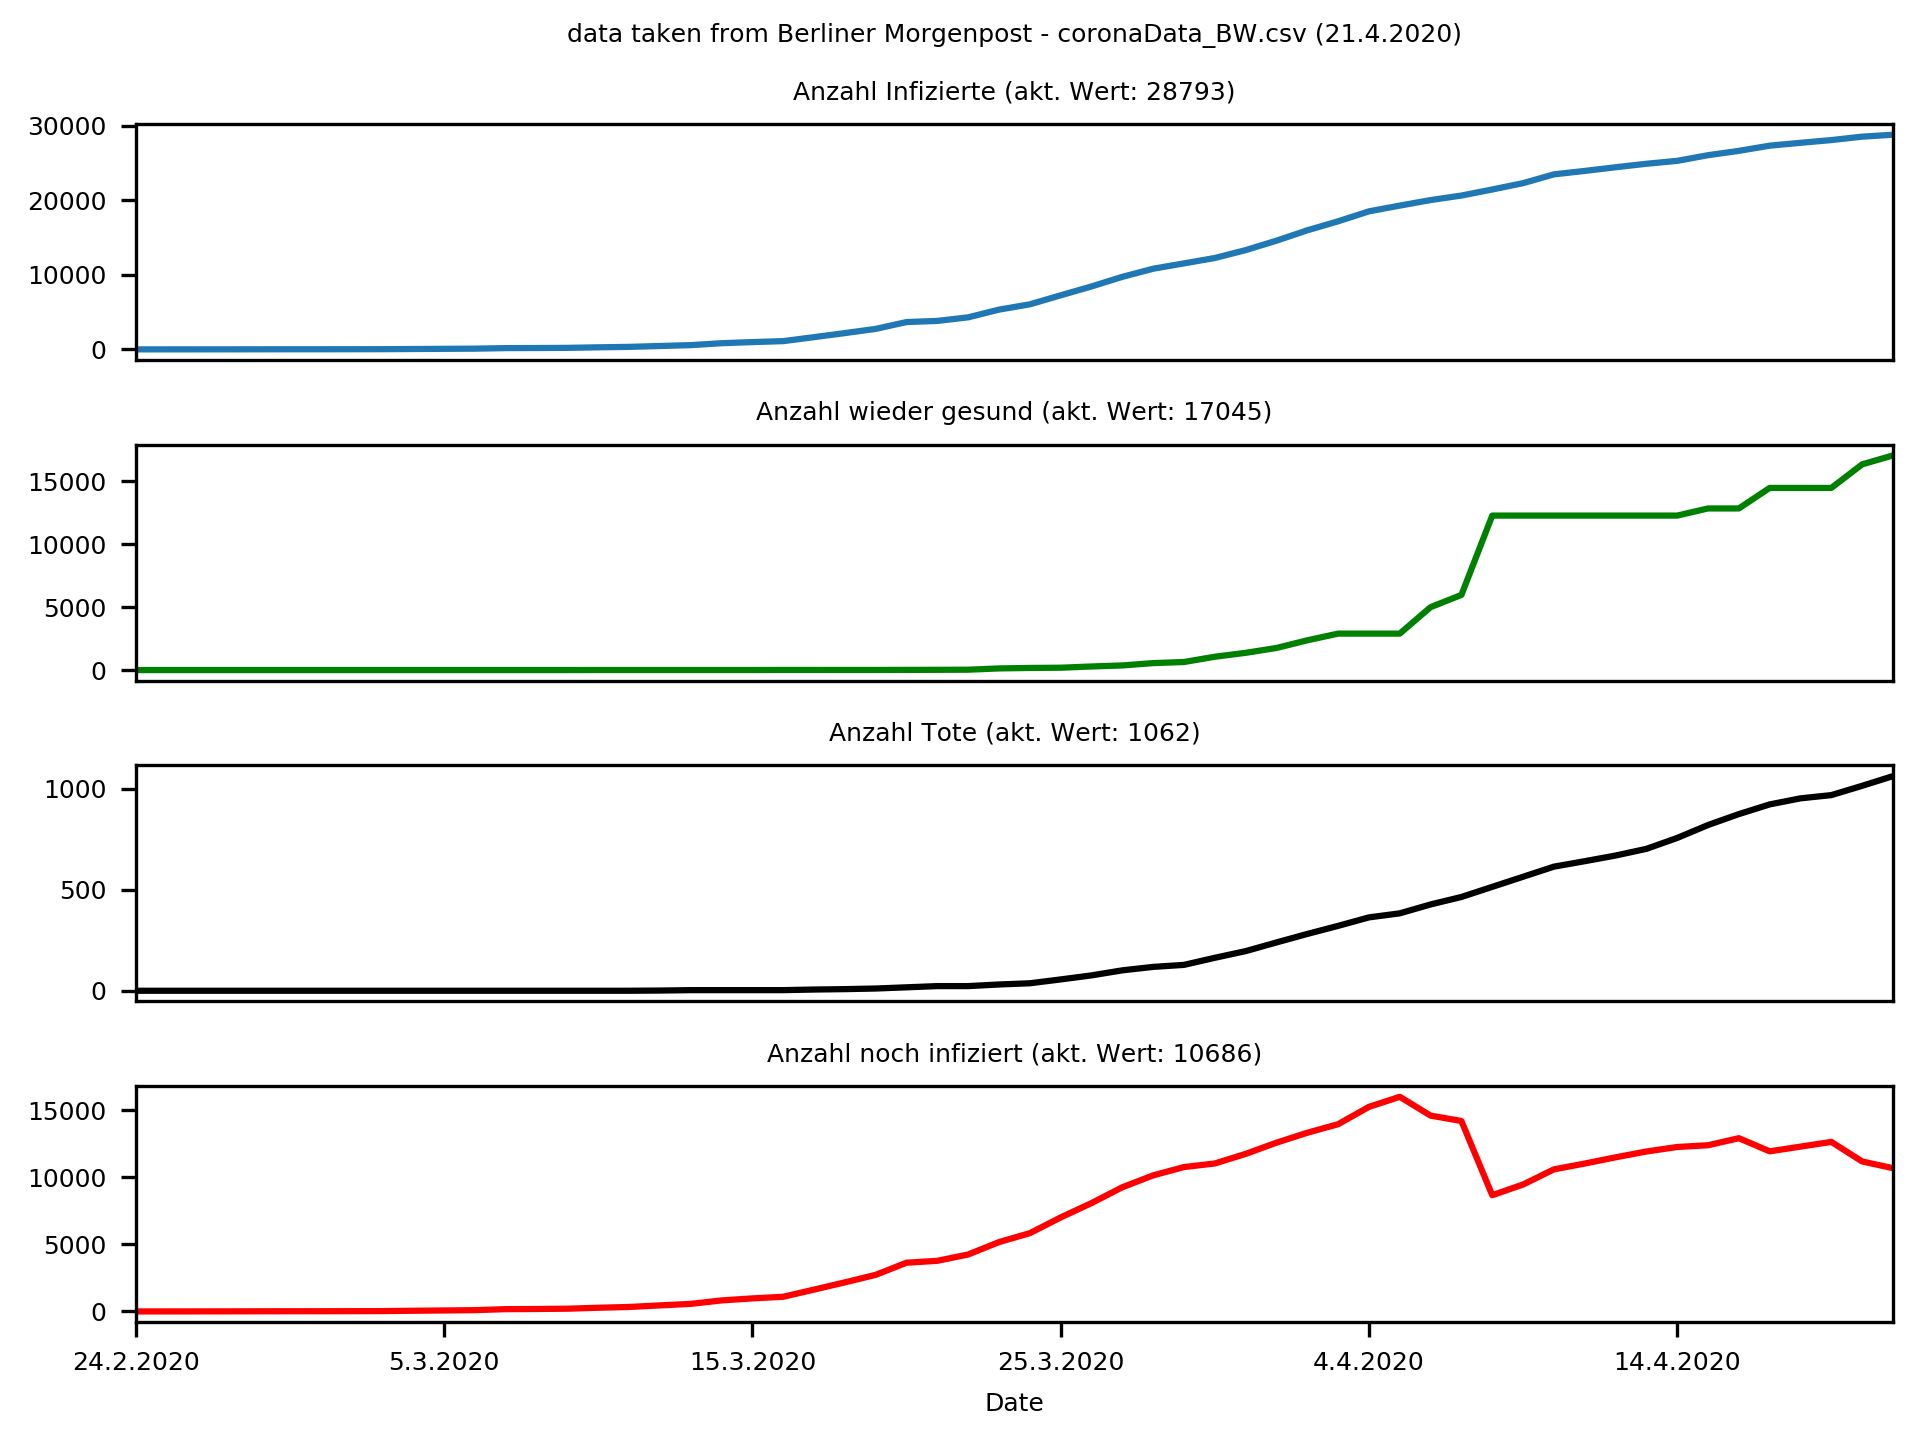 data taken from Berliner Morgenpost - coronaData_BW.csv (21.4.2020)
Anzahl Infizierte (akt. Wert: 28793)
30000
20000
10000
0
Anzahl wieder gesund (akt. Wert: 17045)
15000
10000
5000
0
Anzahl Tote (akt. Wert: 1062)
1000
500
0
Anzahl noch infiziert (akt. Wert: 10686)
15000
10000
5000
0
24.2.2020 5.3.2020 15.3.2020 25.3.2020 4.4.2020 14.4.2020
Date